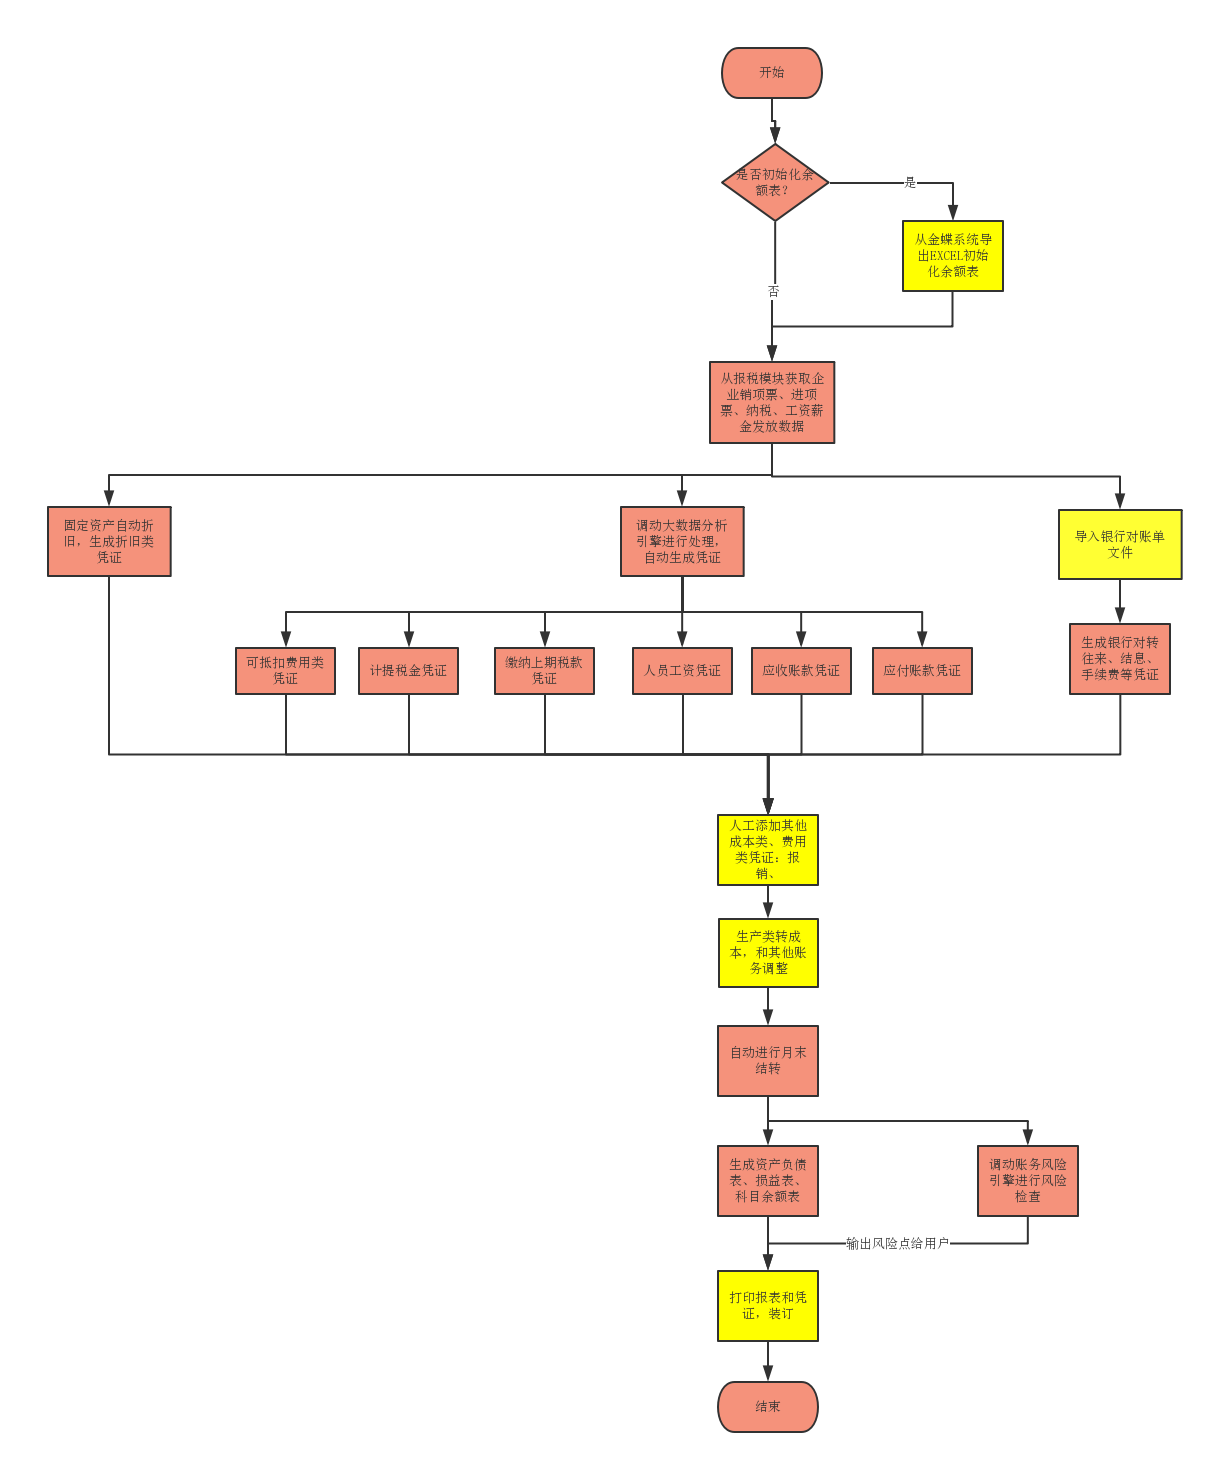 开始
是否初始化余
额表？
是
从金蝶系统导
出EXCEL初始
化余额表
否
从报税模块获取企
业销项票、进项
票、纳税、工资薪
金发放数据
固定资产自动折
旧，生成折旧类
凭证
调动大数据分析
引擎进行处理，
自动生成凭证
导入银行对账单
文件
可抵扣费用类
凭证
计提税金凭证
缴纳上期税款
凭证
人员工资凭证
应收账款凭证
应付账款凭证
生成银行对转
往来、结息、
手续费等凭证
人工添加其他
成本类、费用
类凭证：报
销、
生产类转成
本，和其他账
务调整
自动进行月末
结转
生成资产负债
表、损益表、
科目余额表
调动账务风险
引擎进行风险
检查
输出风险点给用户
打印报表和凭
证，装订
结束